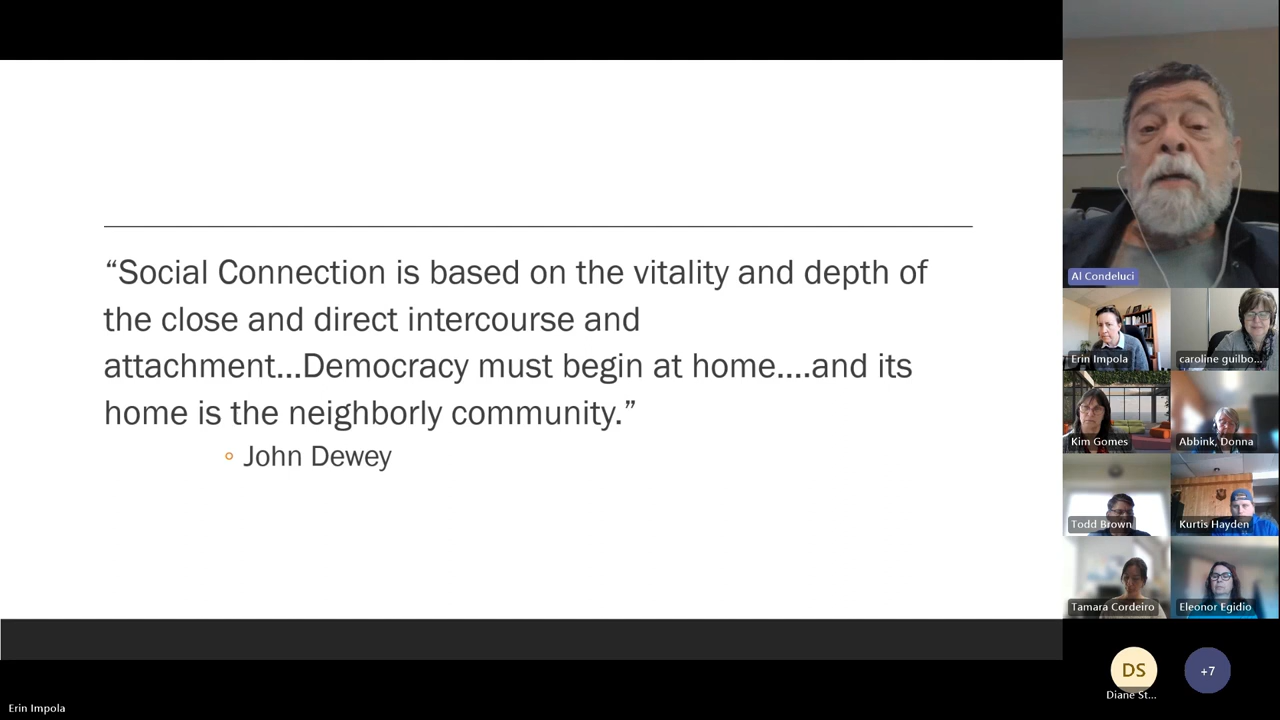 “Social Connection is based on the vitality and depth of
the close and direct intercourse and
attachment...Democracy must begin at home....and its
home is the neighborly community.”
John Dewey
Al Condeluci
Erin Impola
caroline guilbo...
Kim Gomes
Abbink, Donna
Todd Brown
Kurtis Hayden
Tamara Cordeiro
Eleonor Egidio
DS
+7
Diane St...
Erin Impola